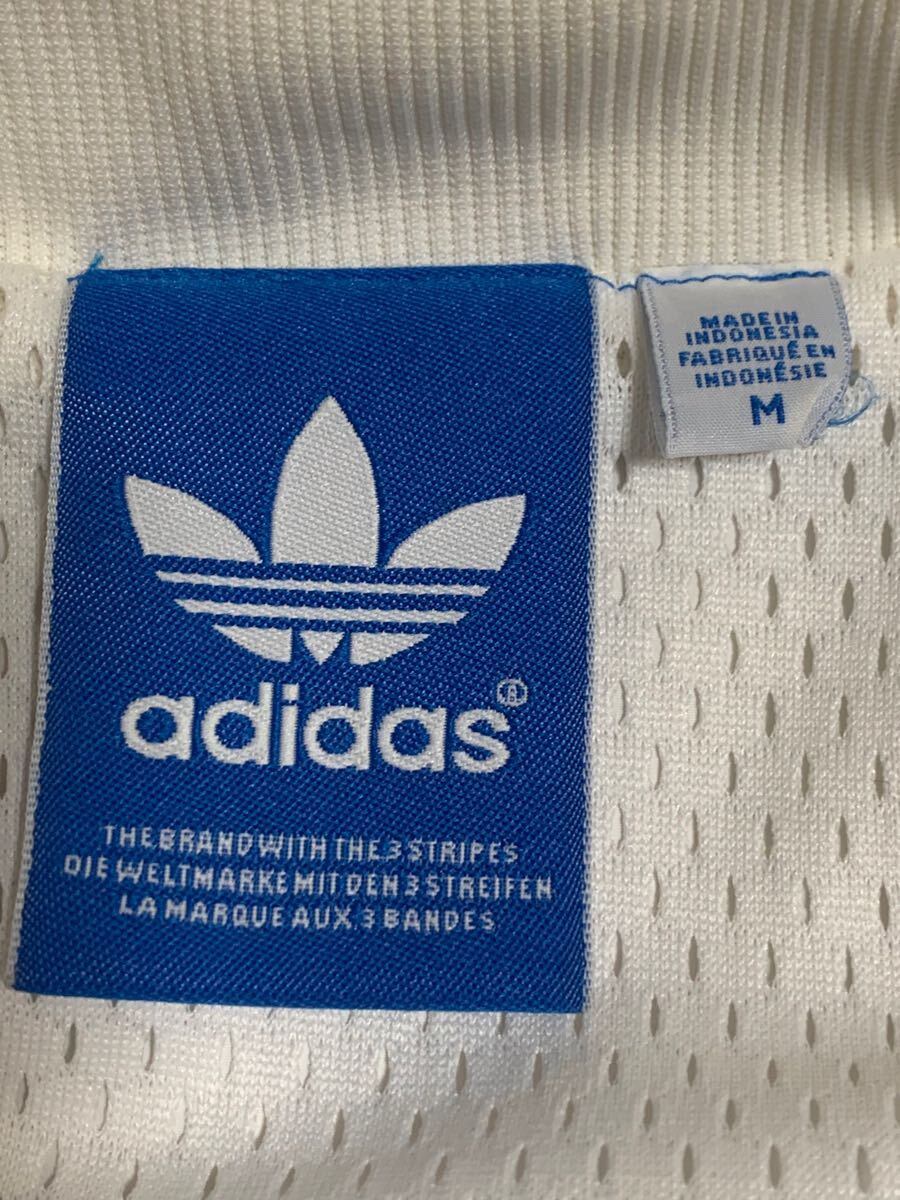 adidas®
THE BRAND WITH THE 3 STRIPES
DIE WELTMARKE MIT DEN 3 STREIFEN
LA MARQUE AUX 3 BANDES
MADE IN
INDONESIA
FABRIQUÉ EN
INDONÉSIE
M